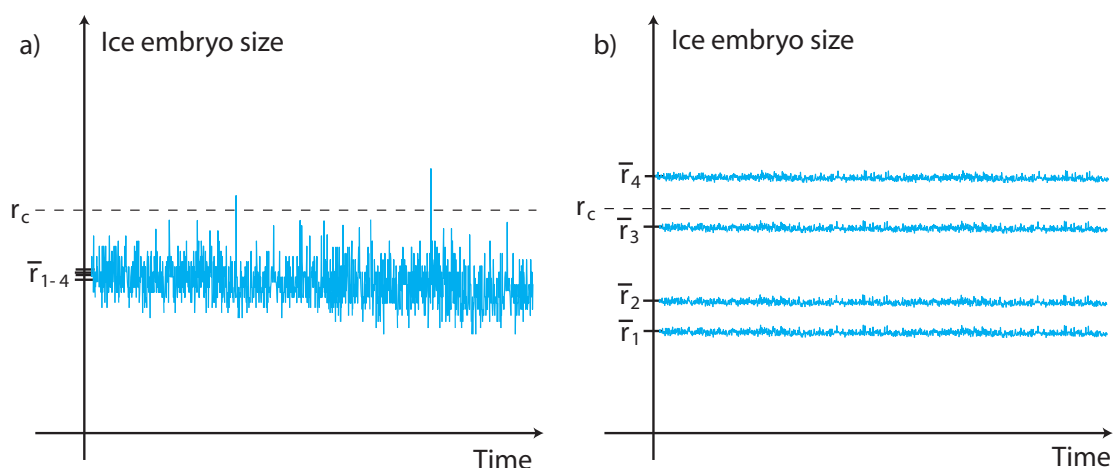 a)
Ice embryo size
r_c
r̅_1-4
Time
b)
Ice embryo size
r̅_4
r_c
r̅_3
r̅_2
r̅_1
Time